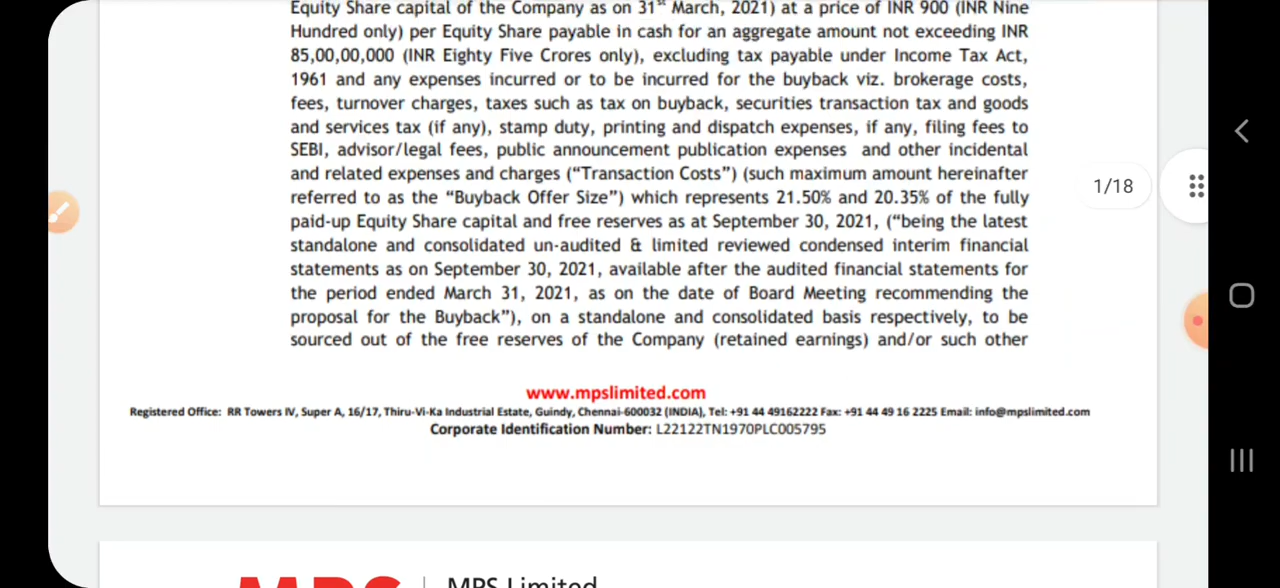 Equity Share capital of the Company as on 31st March, 2021) at a price of INR 900 (INR Nine
Hundred only) per Equity Share payable in cash for an aggregate amount not exceeding INR
85,00,00,000 (INR Eighty Five Crores only), excluding tax payable under Income Tax Act,
1961 and any expenses incurred or to be incurred for the buyback viz. brokerage costs,
fees, turnover charges, taxes such as tax on buyback, securities transaction tax and goods
and services tax (if any), stamp duty, printing and dispatch expenses, if any, filing fees to
SEBI, advisor/legal fees, public announcement publication expenses and other incidental
and related expenses and charges (“Transaction Costs”) (such maximum amount hereinafter
referred to as the “Buyback Offer Size”) which represents 21.50% and 20.35% of the fully
paid-up Equity Share capital and free reserves as at September 30, 2021, (“being the latest
standalone and consolidated un-audited & limited reviewed condensed interim financial
statements as on September 30, 2021, available after the audited financial statements for
the period ended March 31, 2021, as on the date of Board Meeting recommending the
proposal for the Buyback”), on a standalone and consolidated basis respectively, to be
sourced out of the free reserves of the Company (retained earnings) and/or such other
1/18
www.mpslimited.com
Registered Office: RR Towers IV, Super A, 16/17, Thiru-Vi-Ka Industrial Estate, Guindy, Chennai-600032 (INDIA), Tel: +91 44 49162222 Fax: +91 44 49 16 2225 Email: info@mpslimited.com
Corporate Identification Number: L22122TN1970PLC005795
MPS MPS Limited